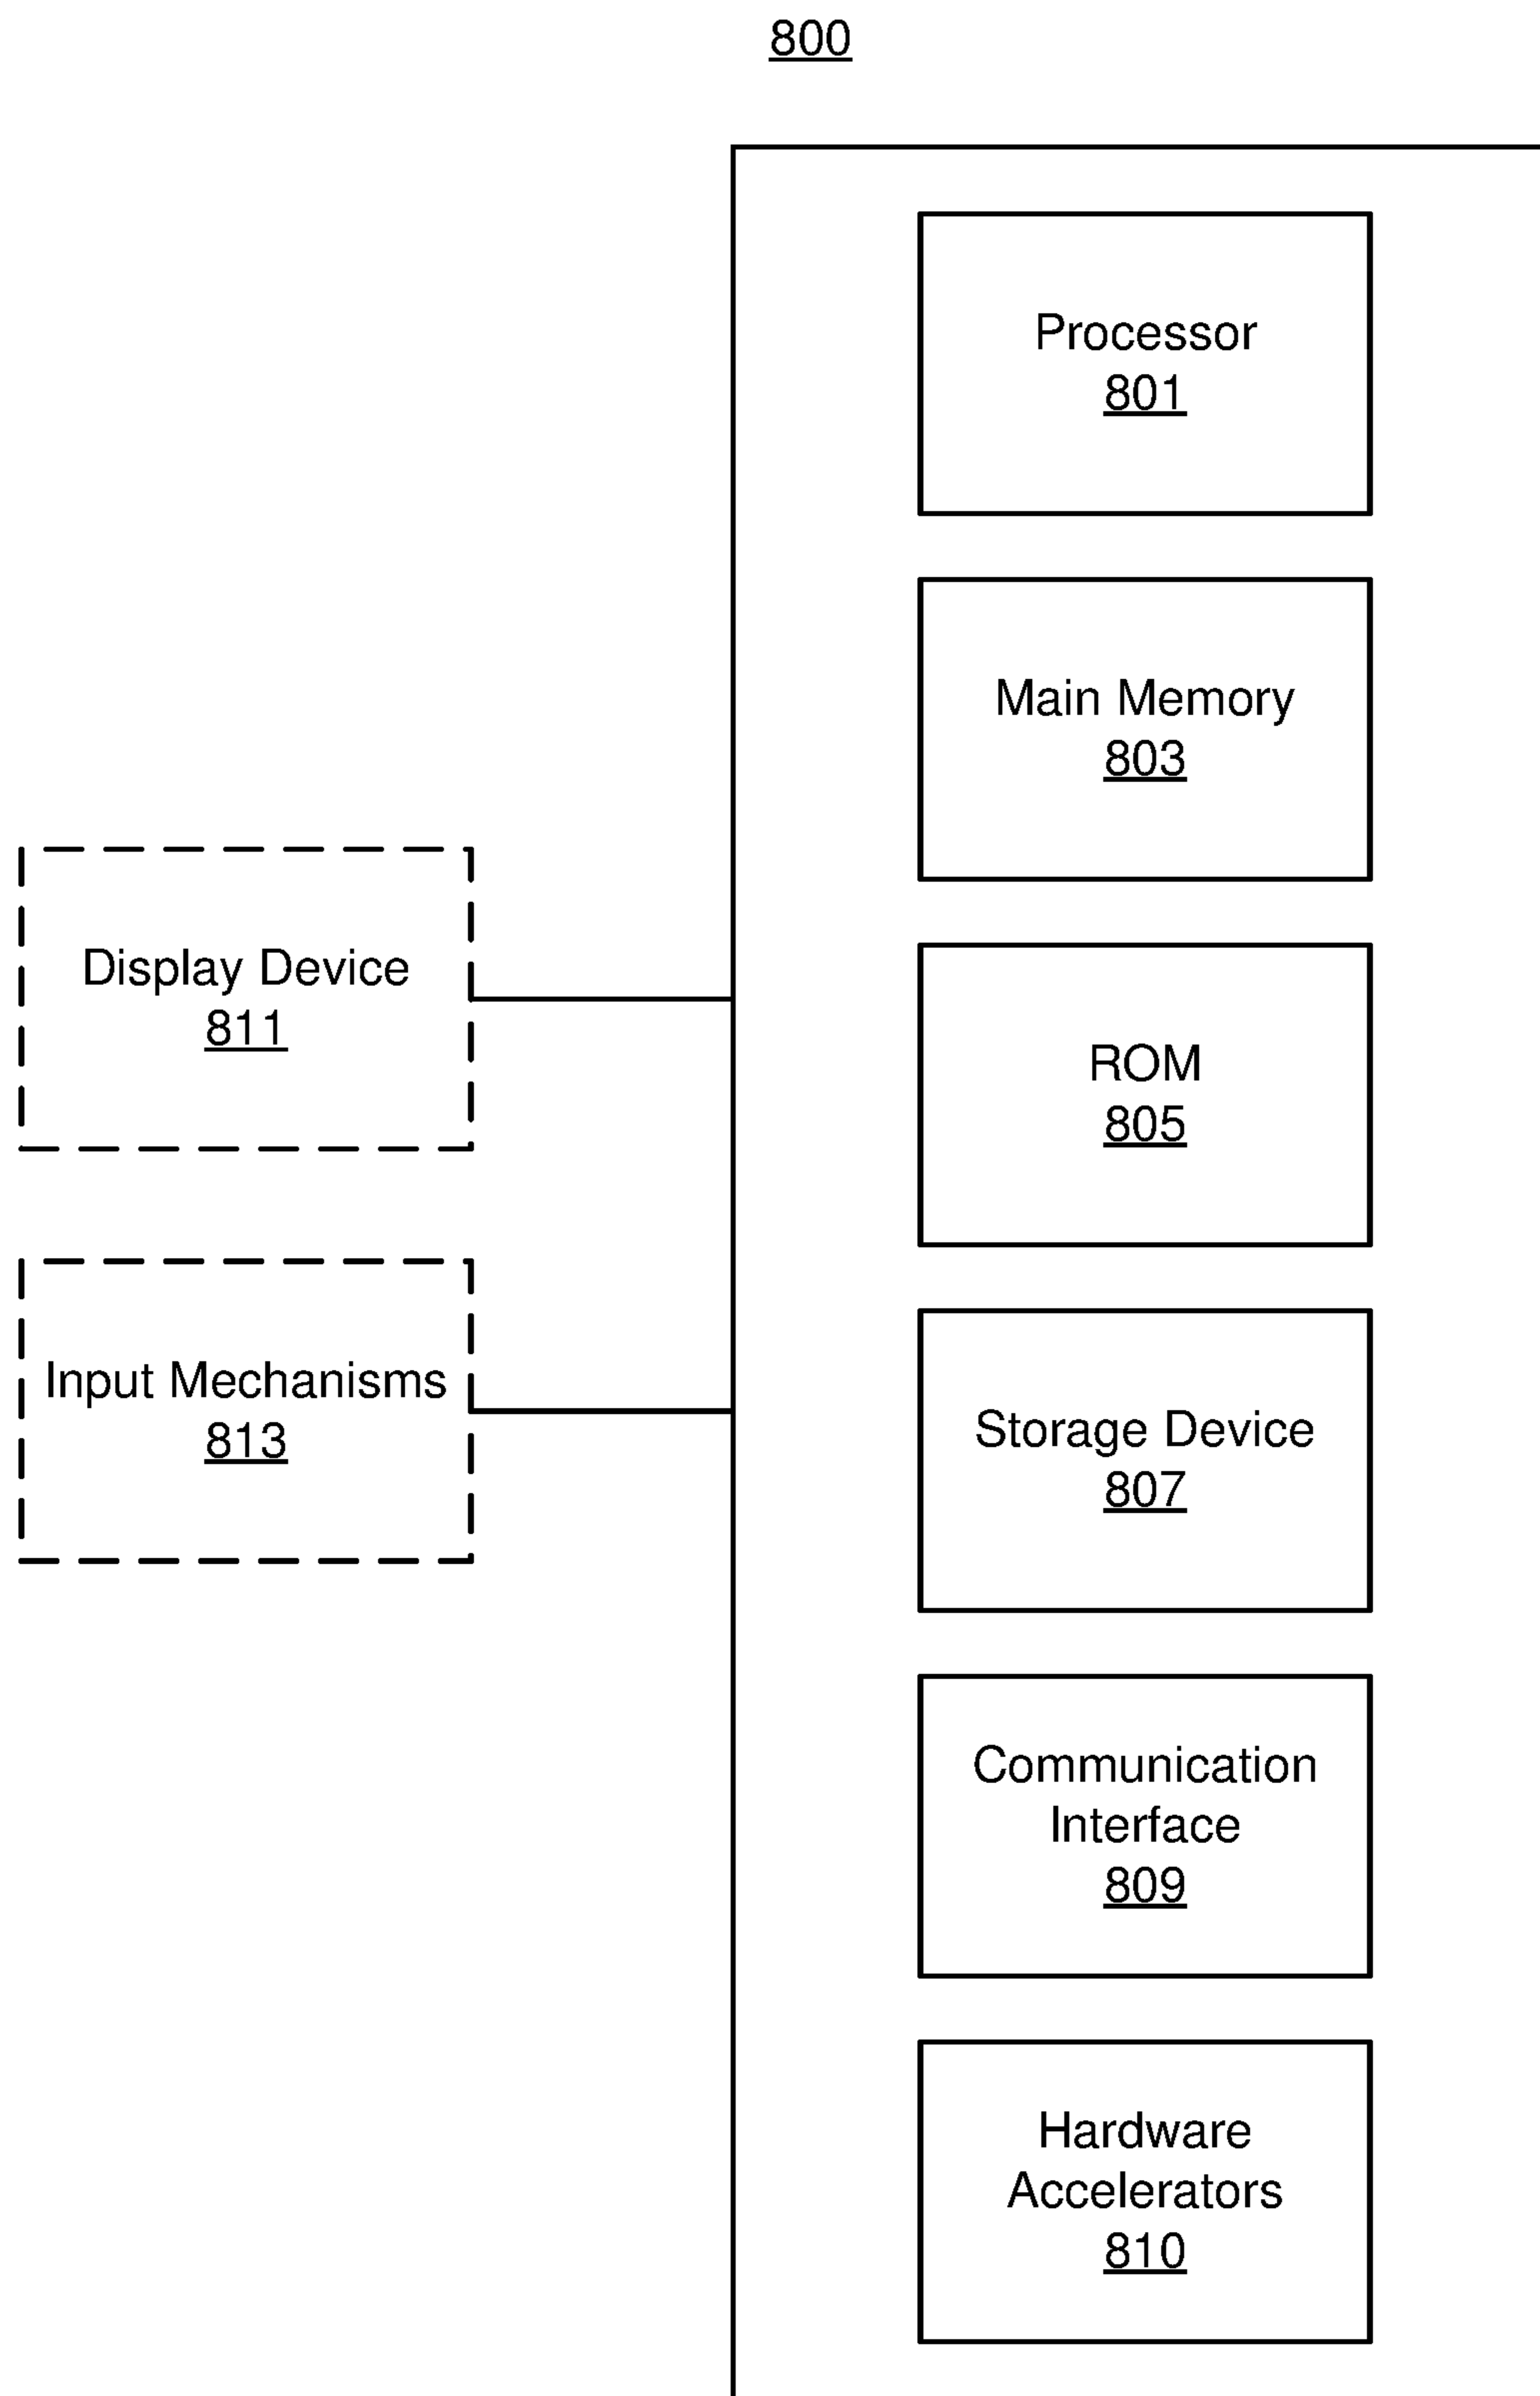 800
Processor
801
Main Memory
803
Display Device
811
ROM
805
Input Mechanisms
813
Storage Device
807
Communication
Interface
809
Hardware
Accelerators
810